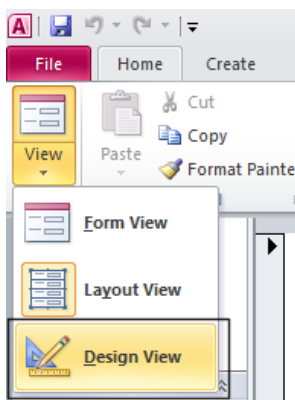 A
File Home Create
Cut
Copy
Format Painte
View
Paste
Form View
Layout View
Design View